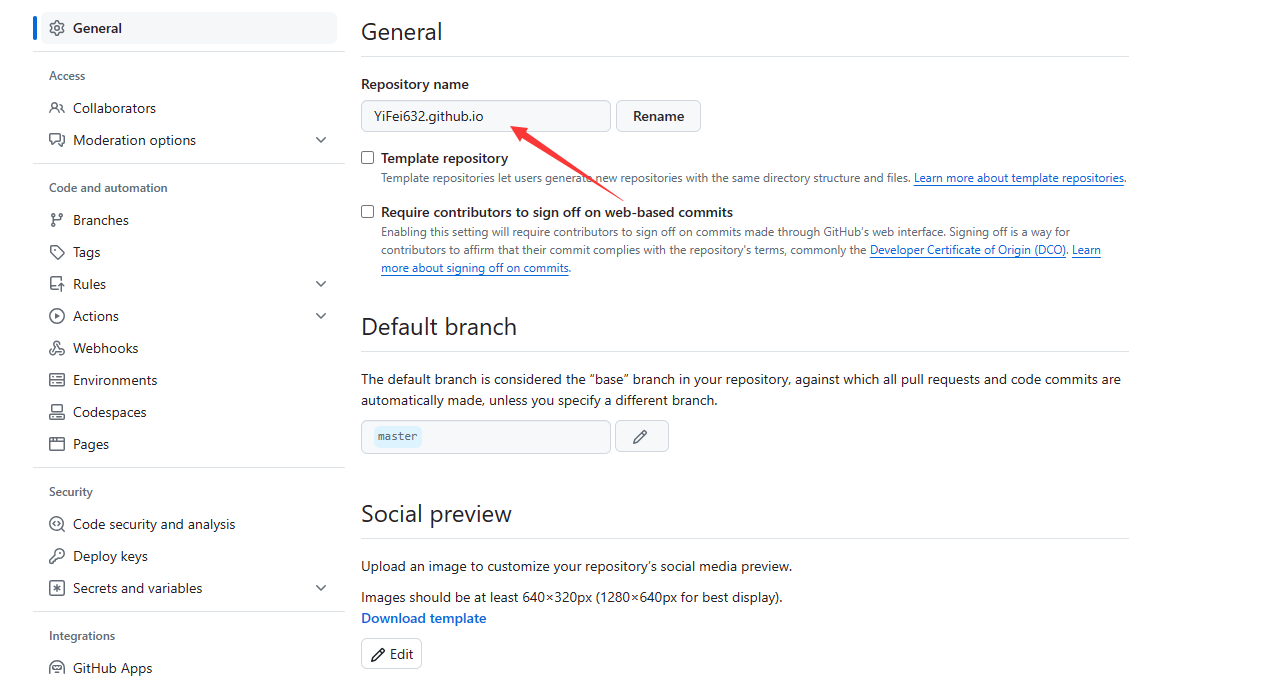 General
Access
Collaborators
Moderation options
Code and automation
Branches
Tags
Rules
Actions
Webhooks
Environments
Codespaces
Pages
Security
Code security and analysis
Deploy keys
Secrets and variables
Integrations
GitHub Apps
General
Repository name
YiFei632.github.io
Rename
Template repository
Template repositories let users generate new repositories with the same directory structure and files. Learn more about template repositories.
Require contributors to sign off on web-based commits
Enabling this setting will require contributors to sign off on commits made through GitHub's web interface. Signing off is a way for
contributors to affirm that their commit complies with the repository's terms, commonly the Developer Certificate of Origin (DCO). Learn
more about signing off on commits.
Default branch
The default branch is considered the “base” branch in your repository, against which all pull requests and code commits are
automatically made, unless you specify a different branch.
master
Social preview
Upload an image to customize your repository's social media preview.
Images should be at least 640×320px (1280×640px for best display).
Download template
Edit